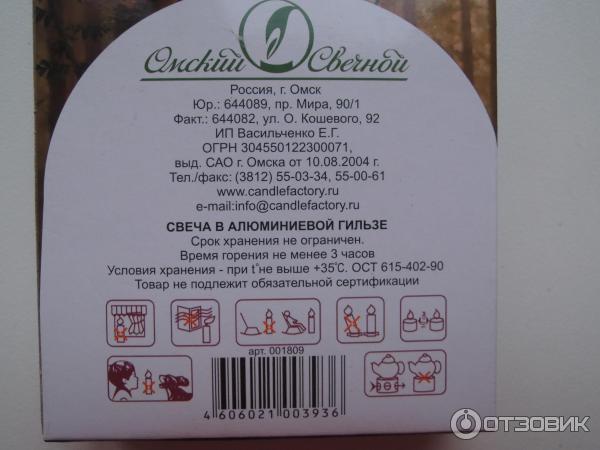 Омский Свечной
Россия, г. Омск
Юр.: 644089, пр. Мира, 90/1
Факт.: 644082, ул. О. Кошевого, 92
ИП Васильченко Е.Г.
ОГРН 304550122300071,
выд. САО г. Омска от 10.08.2004 г.
Тел./факс: (3812) 55-03-34, 55-00-61
www.candlefactory.ru
e-mail:info@candlefactory.ru
СВЕЧА В АЛЮМИНИЕВОЙ ГИЛЬЗЕ
Срок хранения не ограничен.
Время горения не менее 3 часов
Условия хранения - при t°не выше +35°С. ОСТ 615-402-90
Товар не подлежит обязательной сертификации
арт. 001809
4 606021 003936
ОТЗОВИК